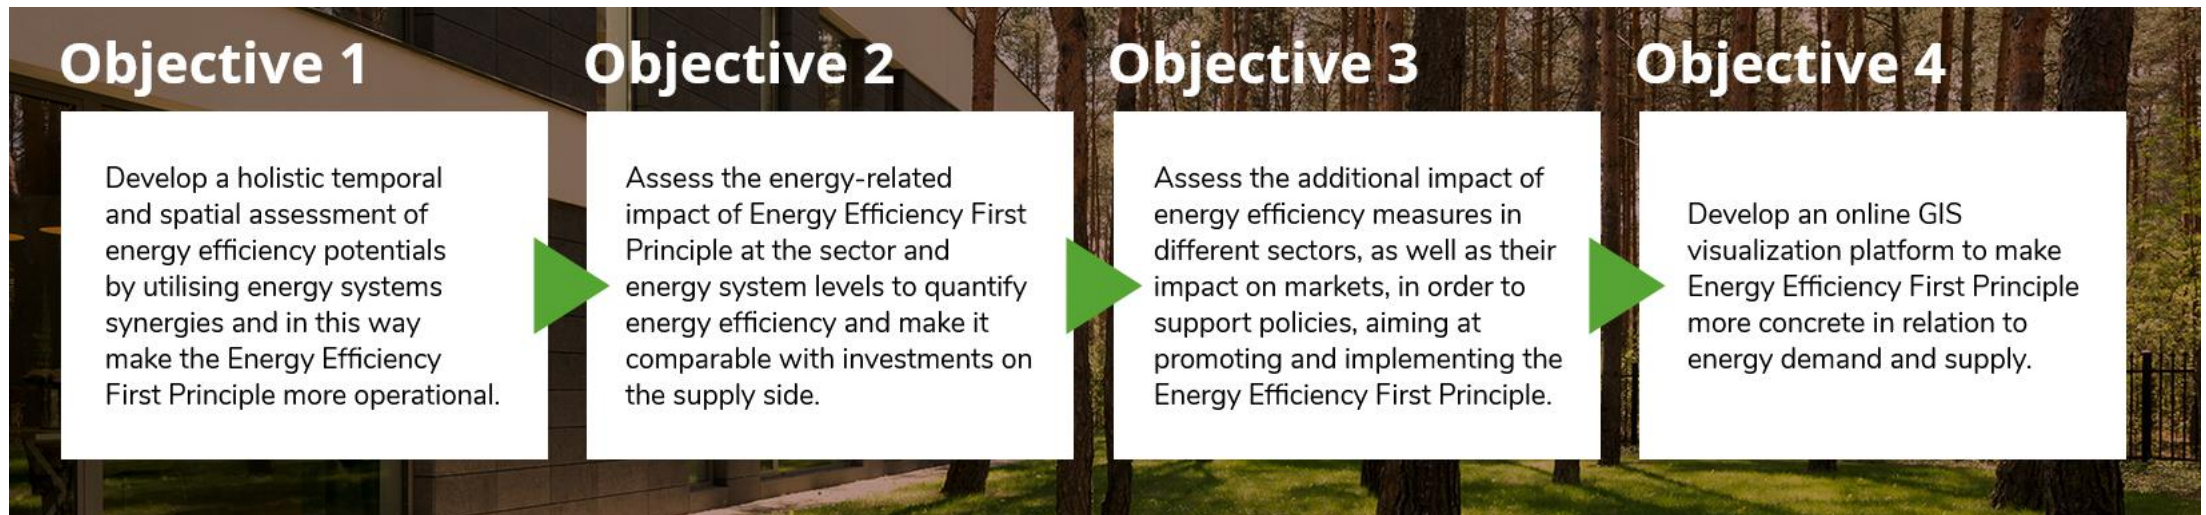 Objective 1
Develop a holistic temporal
and spatial assessment of
energy efficiency potentials
by utilising energy systems
synergies and in this way
make the Energy Efficiency
First Principle more operational.
Objective 2
Assess the energy-related
impact of Energy Efficiency First
Principle at the sector and
energy system levels to quantify
energy efficiency and make it
comparable with investments on
the supply side.
Objective 3
Assess the additional impact of
energy efficiency measures in
different sectors, as well as their
impact on markets, in order to
support policies, aiming at
promoting and implementing the
Energy Efficiency First Principle.
Objective 4
Develop an online GIS
visualization platform to make
Energy Efficiency First Principle
more concrete in relation to
energy demand and supply.